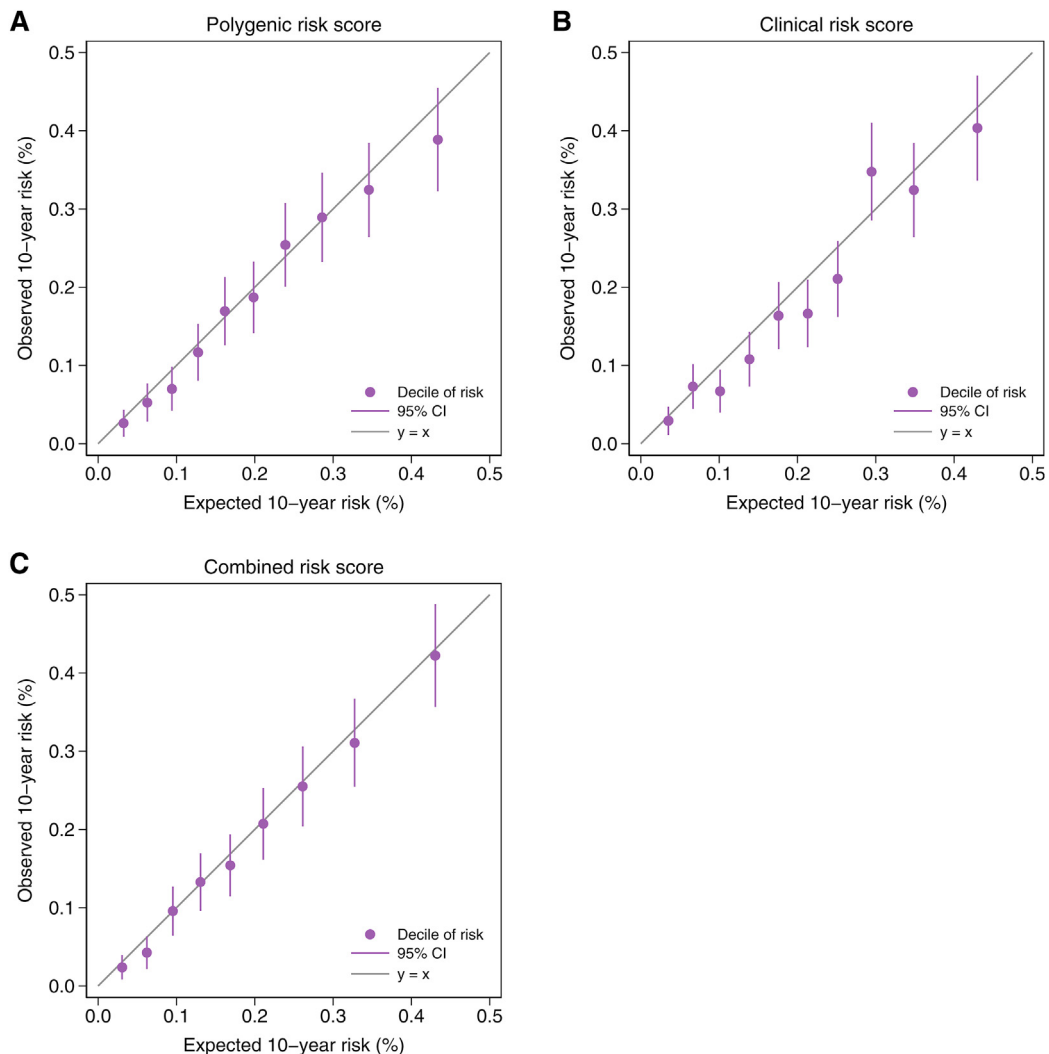 A
Polygenic risk score
0.5
0.4
0.3
0.2
0.1
0.0
Observed 10−year risk (%)
Decile of risk
95% CI
y = x
0.0 0.1 0.2 0.3 0.4 0.5
Expected 10−year risk (%)
B
Clinical risk score
0.5
0.4
0.3
0.2
0.1
0.0
Observed 10−year risk (%)
Decile of risk
95% CI
y = x
0.0 0.1 0.2 0.3 0.4 0.5
Expected 10−year risk (%)
C
Combined risk score
0.5
0.4
0.3
0.2
0.1
0.0
Observed 10−year risk (%)
Decile of risk
95% CI
y = x
0.0 0.1 0.2 0.3 0.4 0.5
Expected 10−year risk (%)